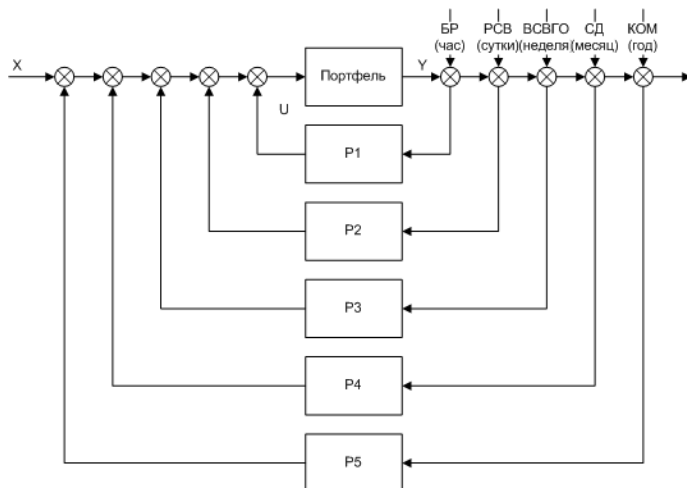 БР РСВ ВСВГО СД КОМ
(час) (сутки) (неделя) (месяц) (год)
X Портфель Y
U
P1
P2
P3
P4
P5